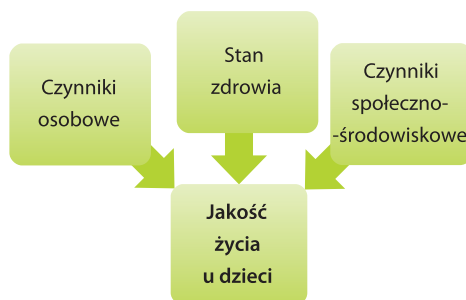 Czynniki
osobowe
Stan
zdrowia
Czynniki
społeczno-
-środowiskowe
Jakość
życia
u dzieci